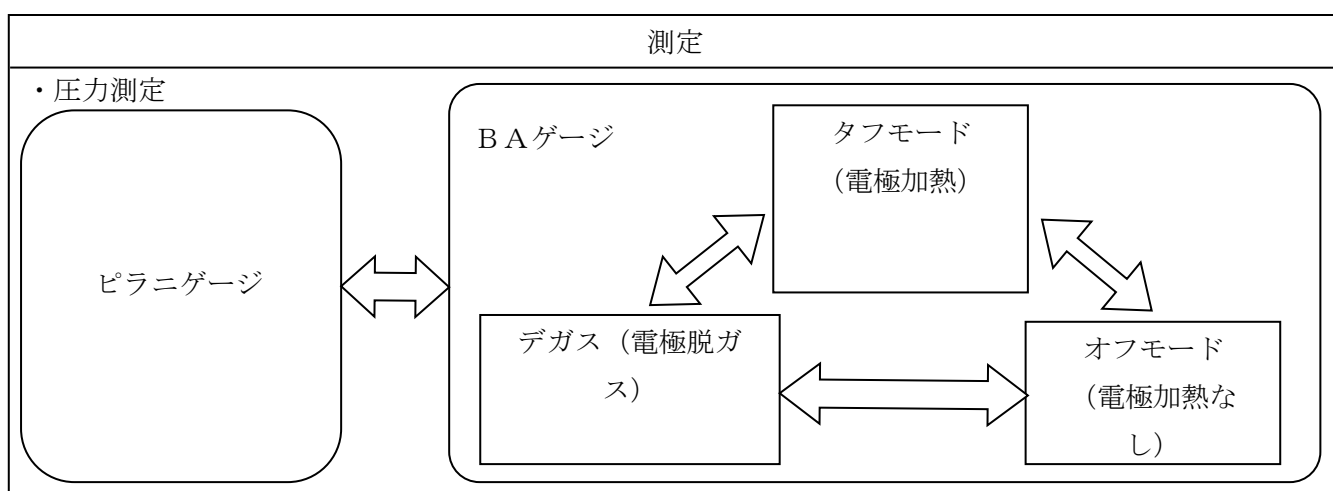 測定
・圧力測定
ＢＡゲージ
タフモード
（電極加熱）
ピラニゲージ
デガス（電極脱ガ
ス）
オフモード
（電極加熱な
し）